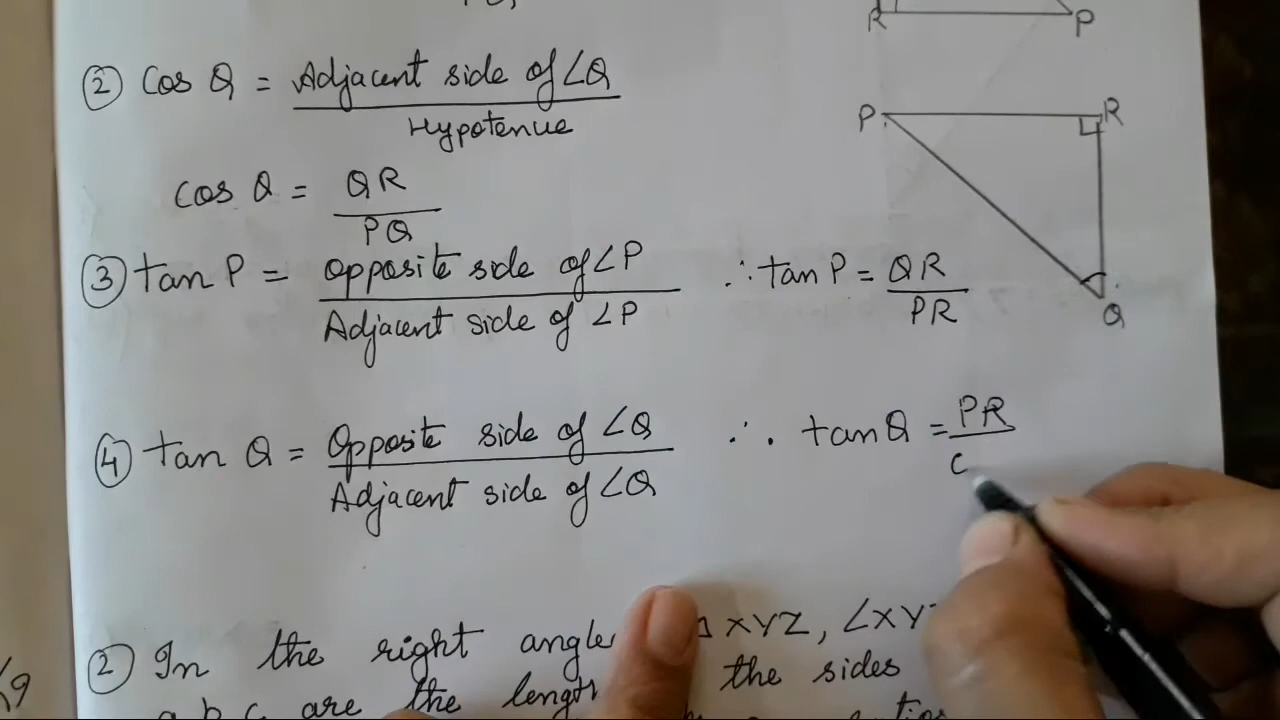 R P
② Cos Q = Adjacent side of ∠Q
Hypotenue
P R
Cos Q = QR
PQ
③ tan P = Opposite side of ∠P ∴ tan P = QR
Adjacent side of ∠P PR
Q
④ tan Q = Opposite side of ∠Q ∴ tan Q = PR
Adjacent side of ∠Q
② In the right angle XYZ, ∠XY
a b c are the length the sides